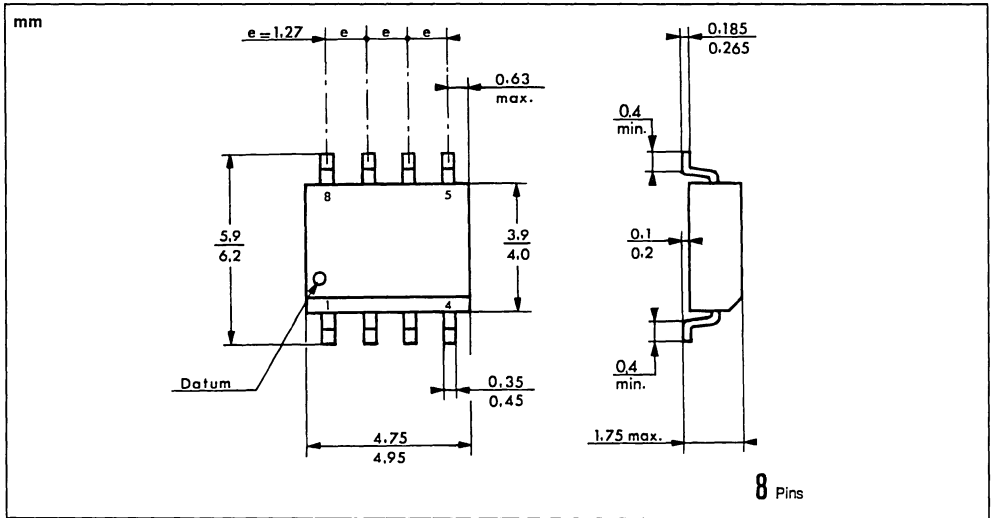 mm
e = 1,27 e e e
0.185
0.265
0.63
max.
0.4
min.
8 5
5.9
6.2
3.9
4.0
0.1
0.2
1 4
Datum
0.35
0.45
0.4
min.
4.75
4.95
1.75 max.
8 Pins